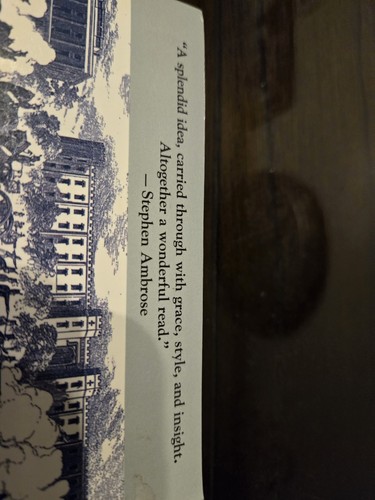 "A splendid idea, carried through with grace, style, and insight.
Altogether a wonderful read."
— Stephen Ambrose